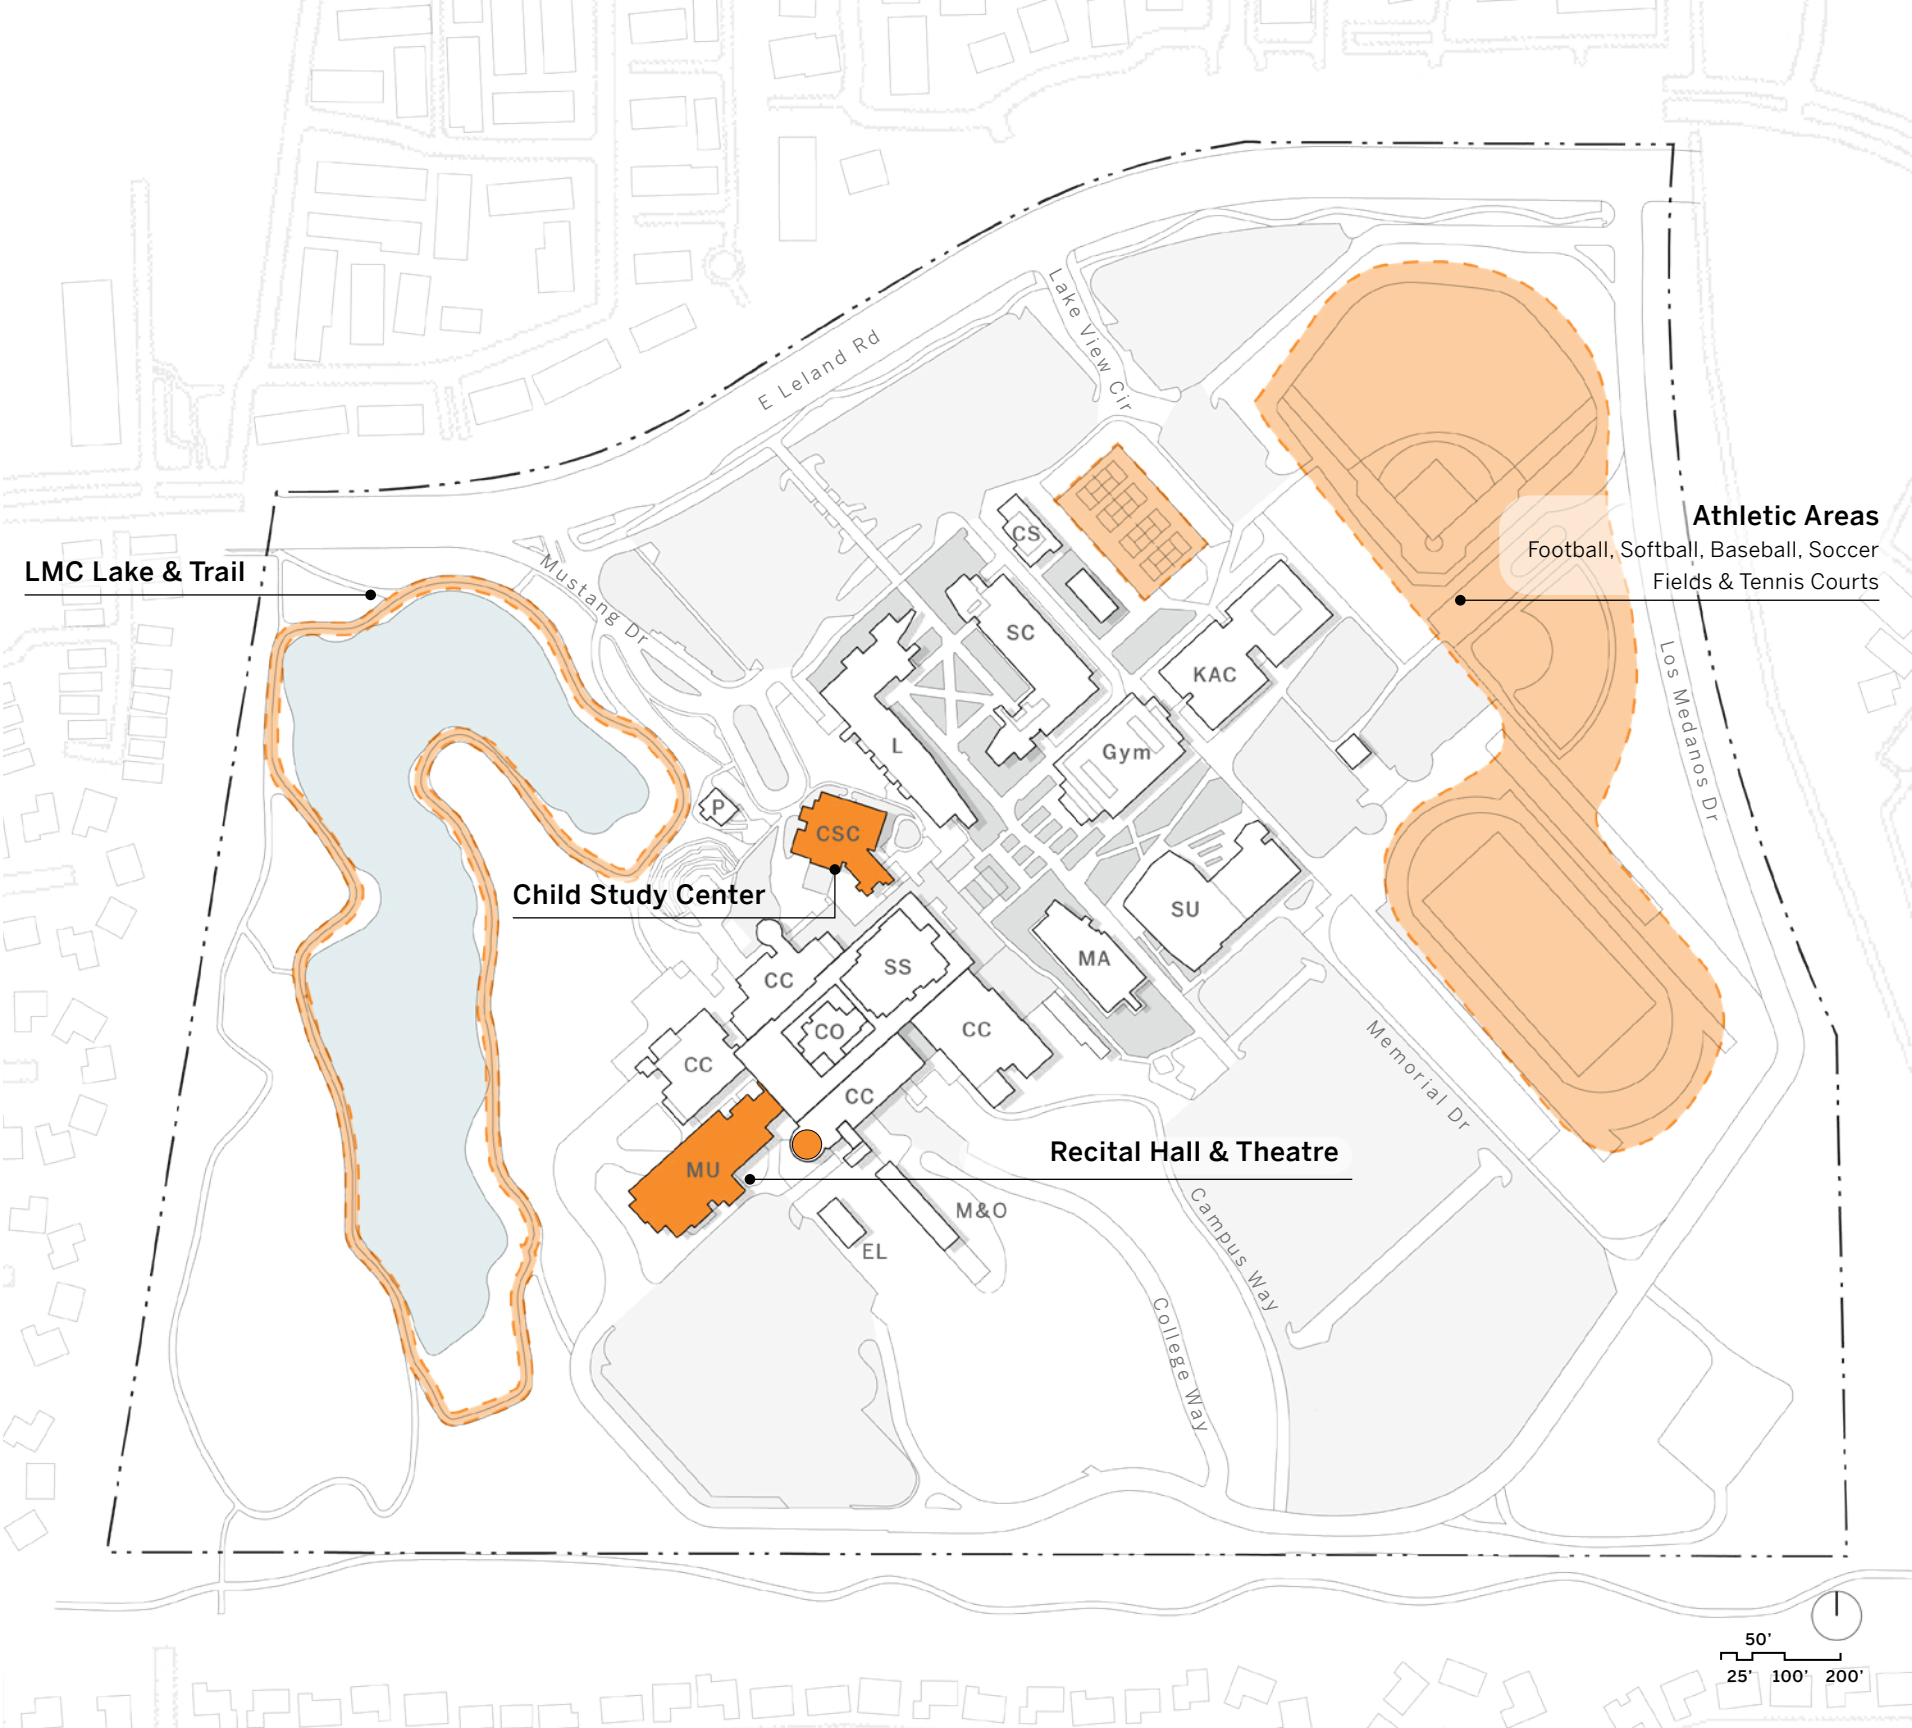 E Leland Rd
Lake View Cir
Athletic Areas
Football, Softball, Baseball, Soccer
Fields & Tennis Courts
LMC Lake & Trail
Mustang Dr
CS
SC
KAC
L
Gym
Los Medanos Dr
P
CSC
Child Study Center
SU
MA
SS
CC
CO
CC
CC
CC
Memorial Dr
Recital Hall & Theatre
MU
M&O
EL
Campus Way
College Way
50'
25' 100' 200'